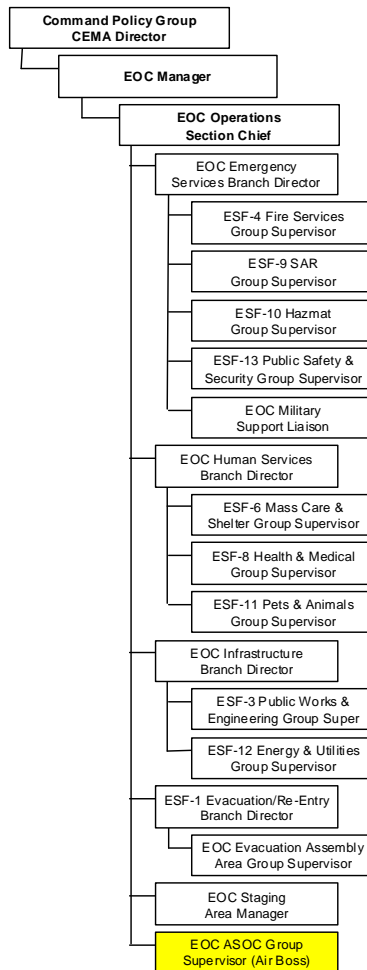 Command Policy Group
CEMA Director
EOC Manager
EOC Operations
Section Chief
EOC Emergency
Services Branch Director
ESF-4 Fire Services
Group Supervisor
ESF-9 SAR
Group Supervisor
ESF-10 Hazmat
Group Supervisor
ESF-13 Public Safety &
Security Group Supervisor
EOC Military
Support Liaison
EOC Human Services
Branch Director
ESF-6 Mass Care &
Shelter Group Supervisor
ESF-8 Health & Medical
Group Supervisor
ESF-11 Pets & Animals
Group Supervisor
EOC Infrastructure
Branch Director
ESF-3 Public Works &
Engineering Group Super
ESF-12 Energy & Utilities
Group Supervisor
ESF-1 Evacuation/Re-Entry
Branch Director
EOC Evacuation Assembly
Area Group Supervisor
EOC Staging
Area Manager
EOC ASOC Group
Supervisor (Air Boss)